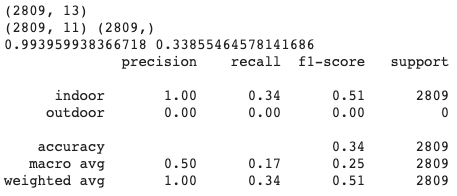 (2809, 13)
(2809, 11) (2809,)
0.993959938366718 0.33855464578141686
precision recall f1-score support
indoor 1.00 0.34 0.51 2809
outdoor 0.00 0.00 0.00 0
accuracy 0.34 2809
macro avg 0.50 0.17 0.25 2809
weighted avg 1.00 0.34 0.51 2809